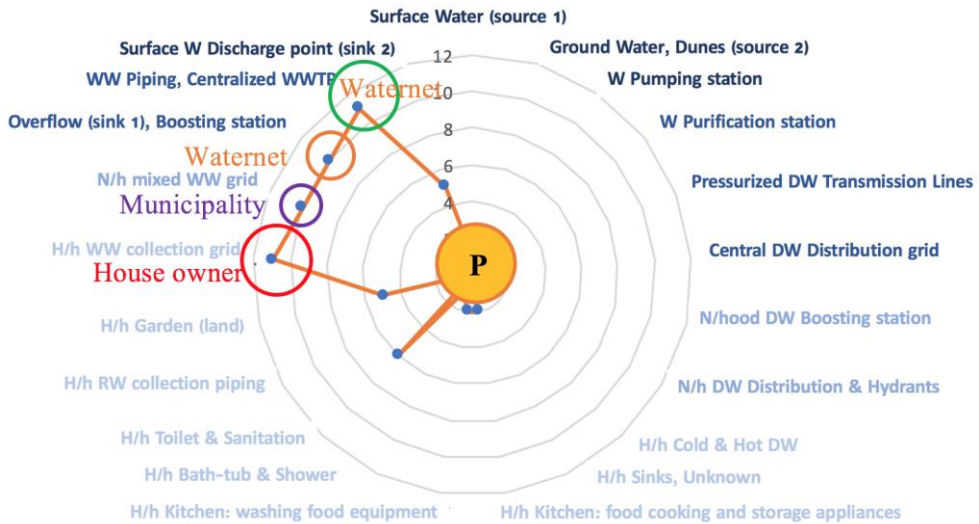 Surface Water (source 1)
Surface W Discharge point (sink 2)
Ground Water, Dunes (source 2)
12
WW Piping, Centralized WWTP
W Pumping station
Waternet
10
Overflow (sink 1), Boosting station
8
W Purification station
Waternet
6
N/h mixed WW grid
Pressurized DW Transmission Lines
Municipality
4
H/h WW collection grid
Central DW Distribution grid
House owner
P
H/h Garden (land)
N/hood DW Boosting station
H/h RW collection piping
N/h DW Distribution & Hydrants
H/h Toilet & Sanitation
H/h Cold & Hot DW
H/h Bath-tub & Shower
H/h Sinks, Unknown
H/h Kitchen: washing food equipment
H/h Kitchen: food cooking and storage appliances